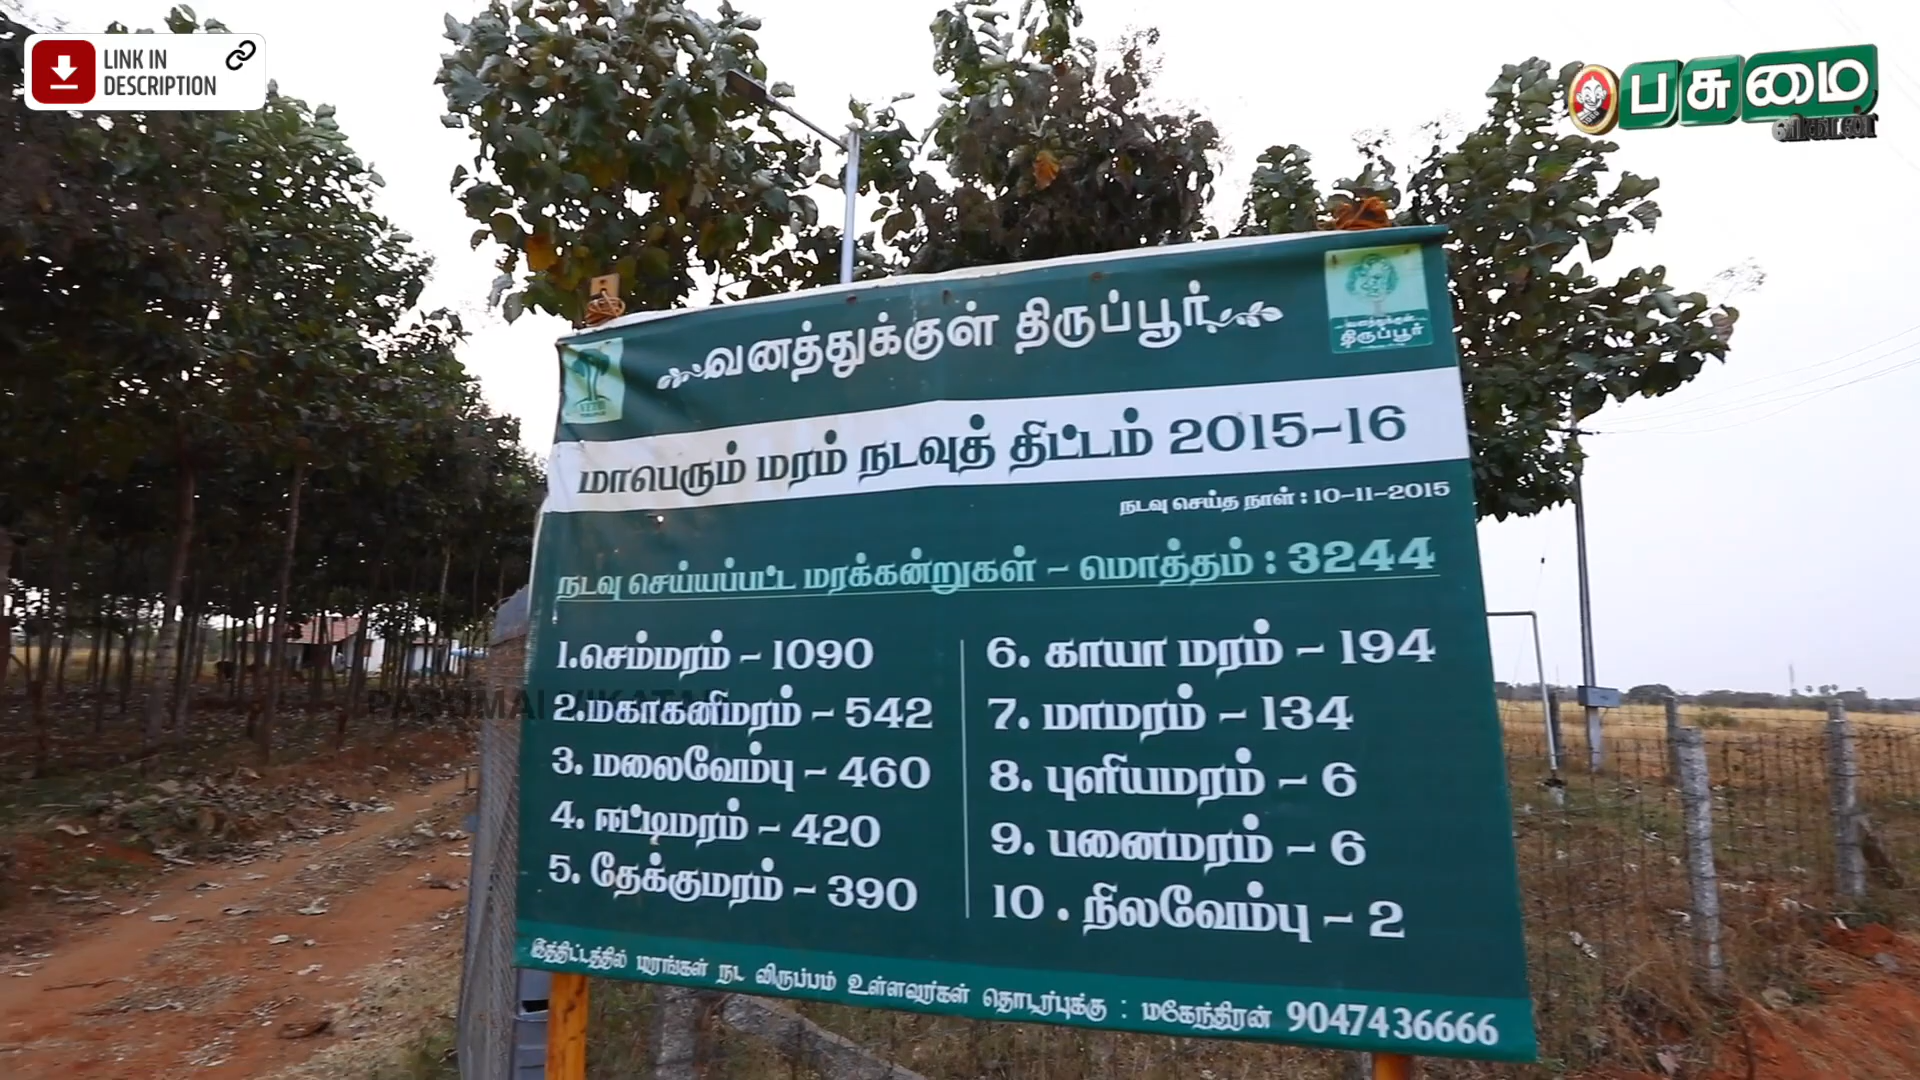 LINK IN
DESCRIPTION
பசுமை
விகடன்
வனத்துக்குள் திருப்பூர்
வனத்துக்குள்
திருப்பூர்
மாபெரும் மரம் நடவுத் திட்டம் 2015-16
நடவு செய்த நாள் : 10-11-2015
நடவு செய்யப்பட்ட மரக்கன்றுகள் - மொத்தம் : 3244
1.செம்மரம் - 1090
2.மகாகனிமரம் - 542
3. மலைவேம்பு - 460
4. ஈட்டிமரம் - 420
5. தேக்குமரம் - 390
6. காயா மரம் - 194
7. மாமரம் - 134
8. புளியமரம் - 6
9. பனைமரம் - 6
10 . நிலவேம்பு - 2
PASUMAI VIKATAN
இத்திட்டத்தில் மரங்கள் நட விருப்பம் உள்ளவர்கள் தொடர்புக்கு : மகேந்திரன் 9047436666